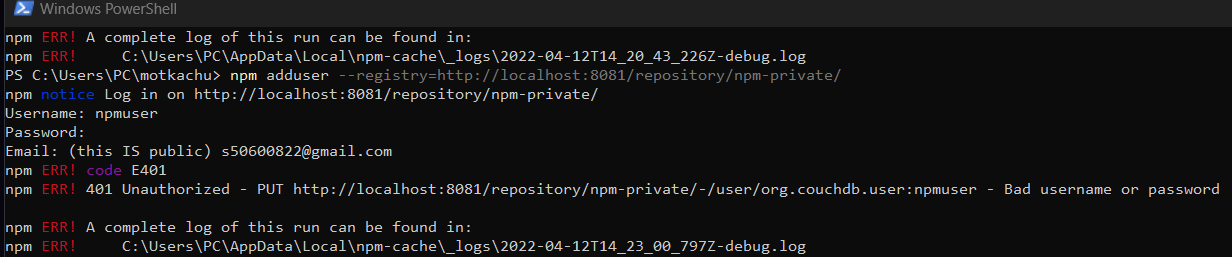 Windows PowerShell
npm ERR! A complete log of this run can be found in:
npm ERR!     C:\Users\PC\AppData\Local\npm-cache\_logs\2022-04-12T14_20_43_226Z-debug.log
PS C:\Users\PC\motkachu> npm adduser --registry=http://localhost:8081/repository/npm-private/
npm notice Log in on http://localhost:8081/repository/npm-private/
Username: npmuser
Password:
Email: (this IS public) s50600822@gmail.com
npm ERR! code E401
npm ERR! 401 Unauthorized - PUT http://localhost:8081/repository/npm-private/-/user/org.couchdb.user:npmuser - Bad username or password
npm ERR! A complete log of this run can be found in:
npm ERR!     C:\Users\PC\AppData\Local\npm-cache\_logs\2022-04-12T14_23_00_797Z-debug.log